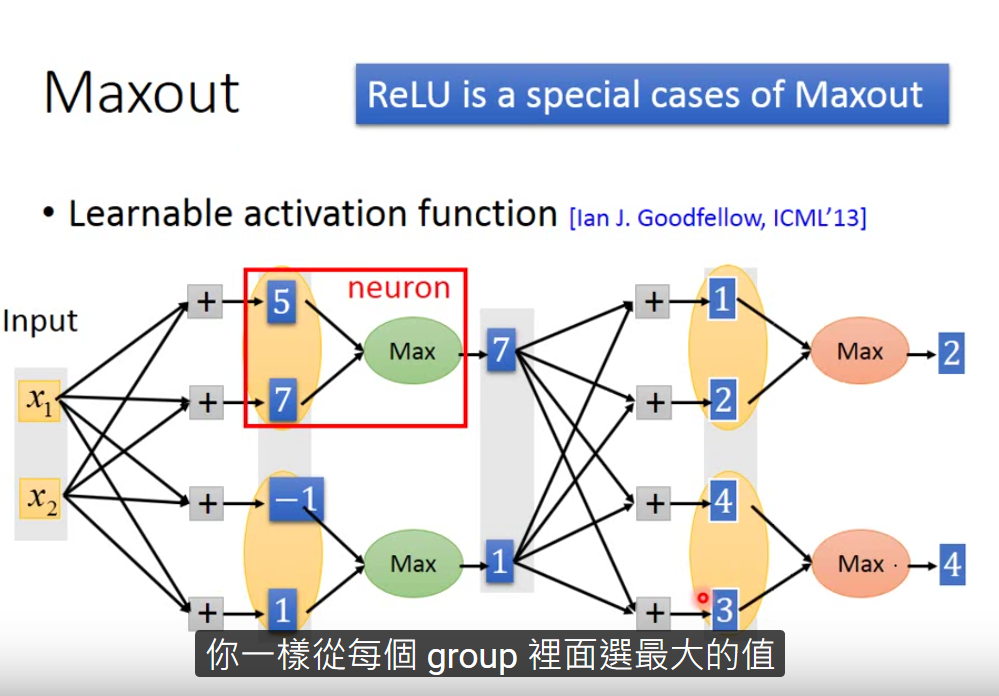 Maxout
ReLU is a special cases of Maxout
• Learnable activation function [Ian J. Goodfellow, ICML'13]
Input
neuron
x1
x2
+
+
+
+
5
7
−1
1
Max
Max
7
1
+
+
+
+
1
2
4
3
Max
Max
2
4
你一樣從每個 group 裡面選最大的值